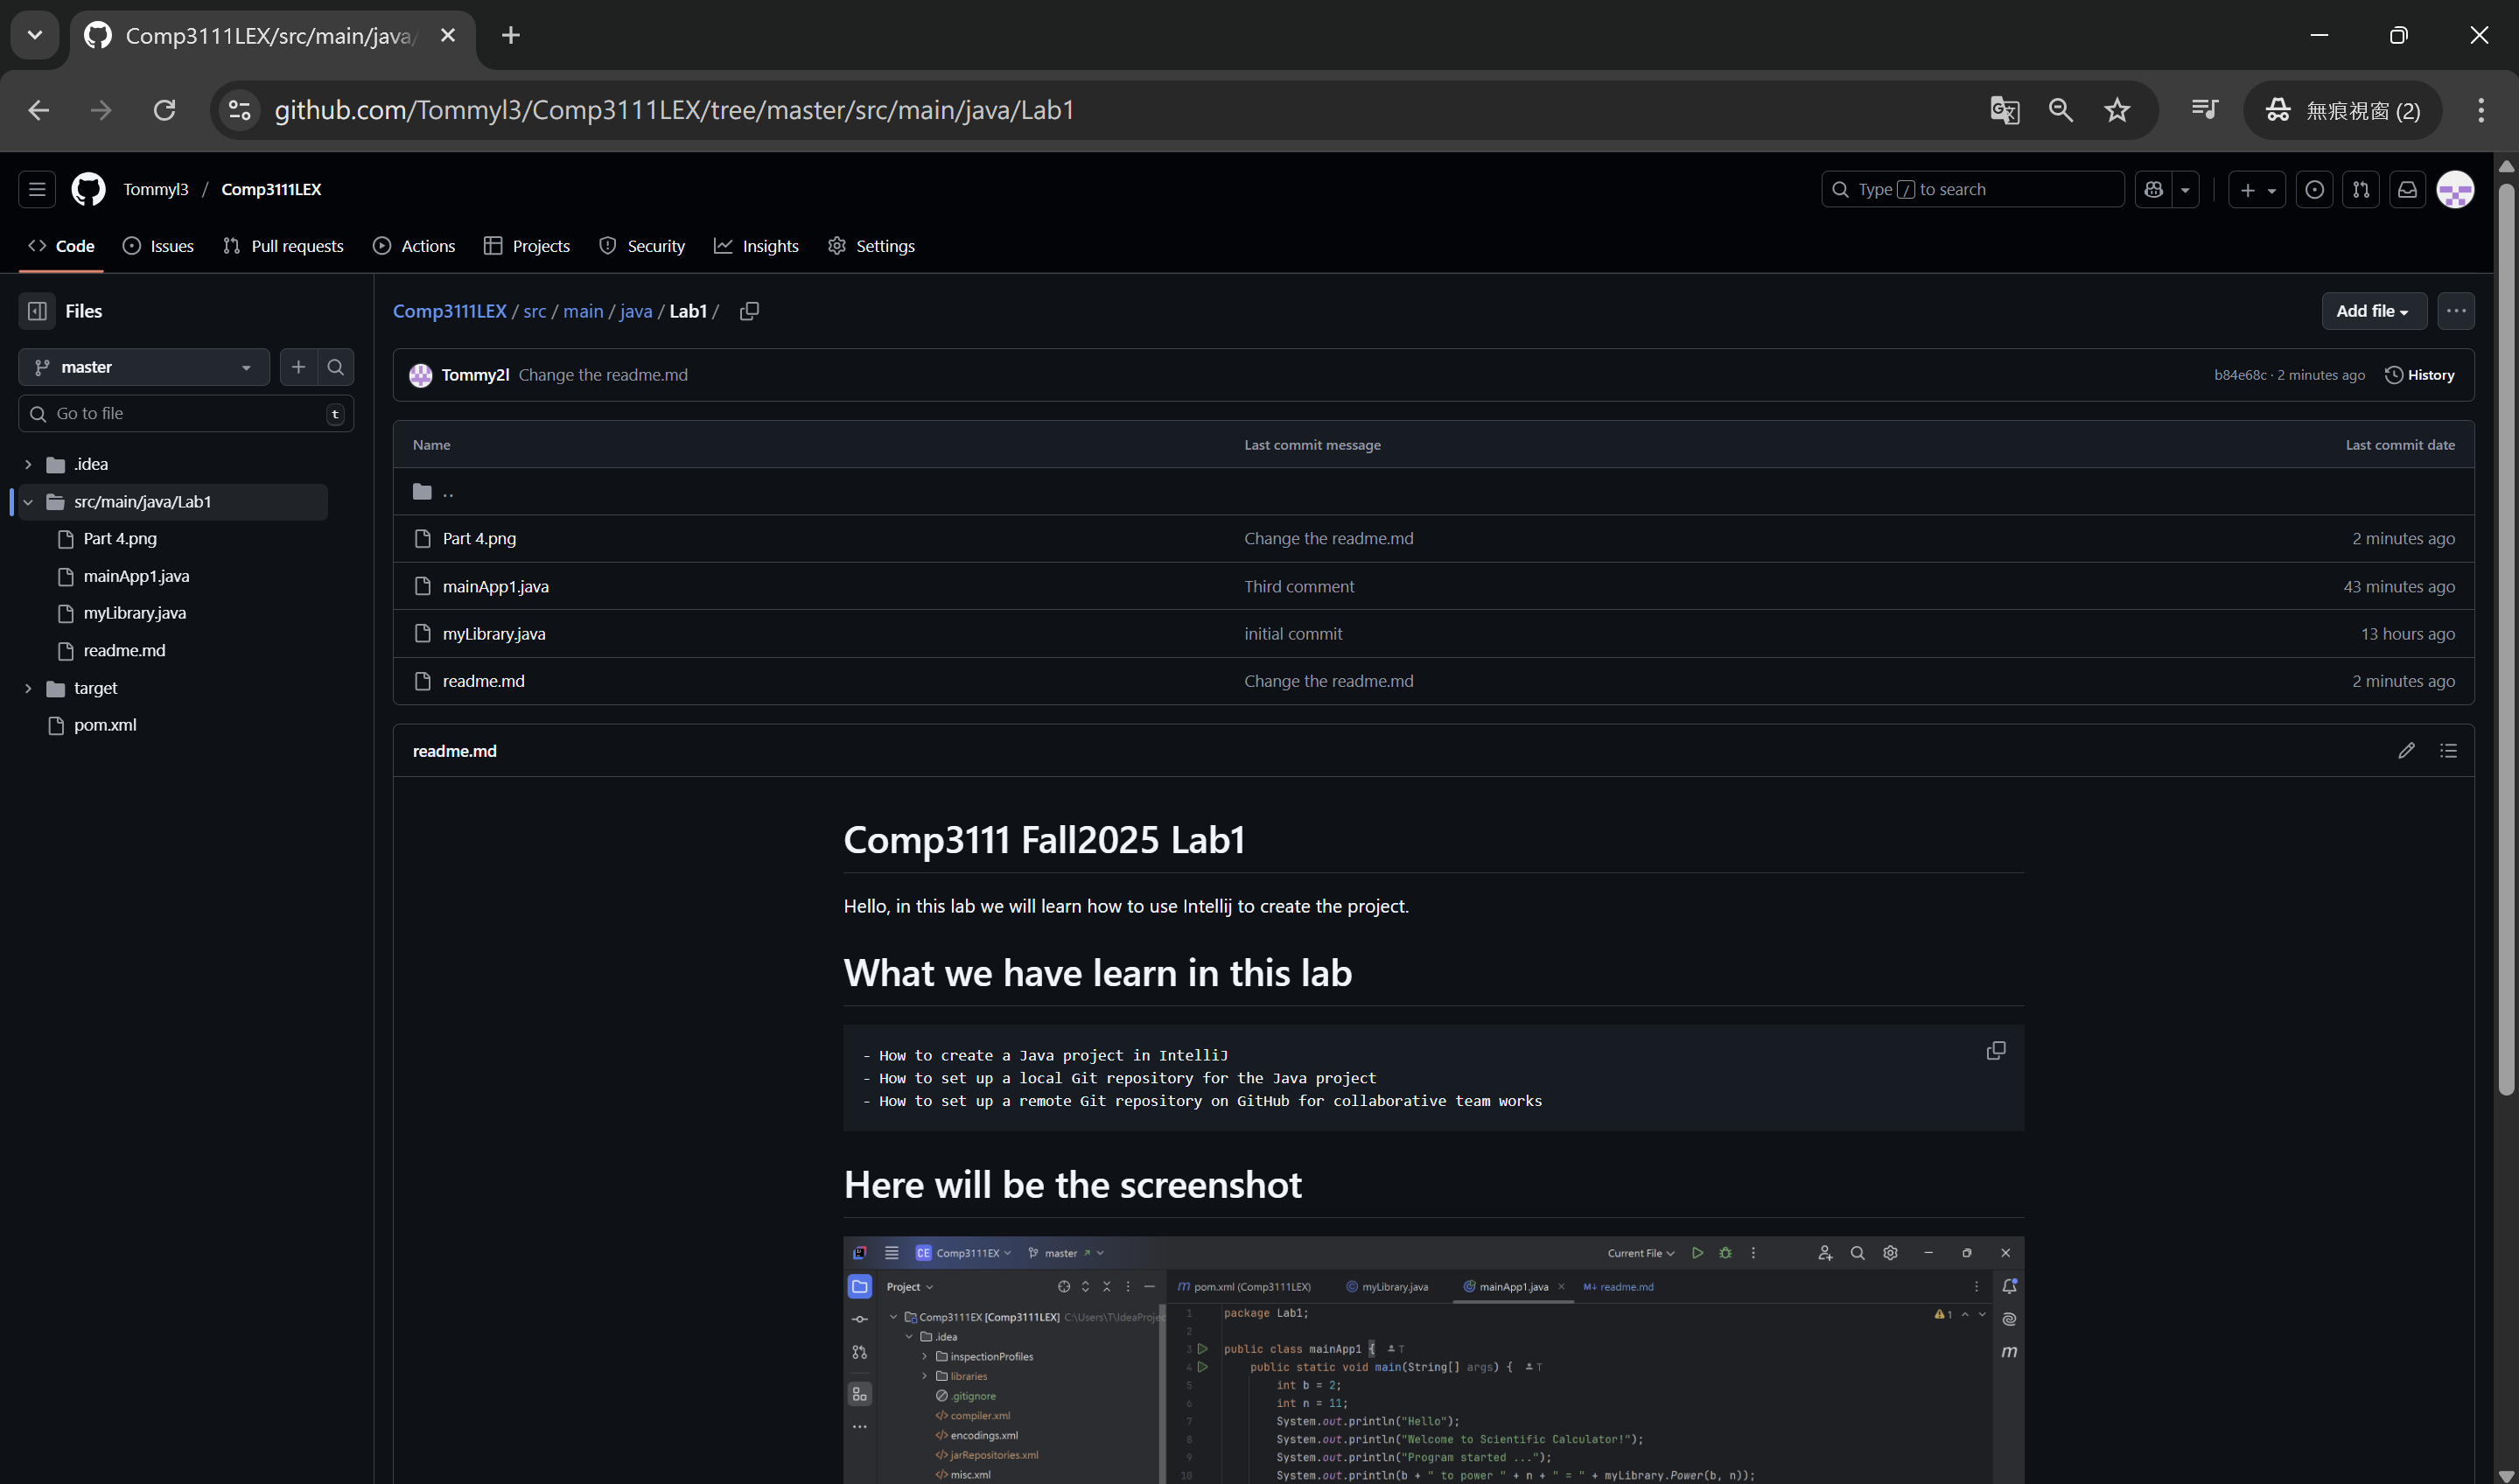 Comp3111LEX/src/main/java/
github.com/Tommyl3/Comp3111LEX/tree/master/src/main/java/Lab1
無痕視窗 (2)
Tommyl3 / Comp3111LEX
Type / to search
Code Issues Pull requests Actions Projects Security Insights Settings
Files
master
Go to file t
.idea
src/main/java/Lab1
Part 4.png
mainApp1.java
myLibrary.java
readme.md
target
pom.xml
Comp3111LEX / src / main / java / Lab1 /
Add file
Tommy2l Change the readme.md
b84e68c · 2 minutes ago History
Name Last commit message Last commit date
..
Part 4.png Change the readme.md 2 minutes ago
mainApp1.java Third comment 43 minutes ago
myLibrary.java initial commit 13 hours ago
readme.md Change the readme.md 2 minutes ago
readme.md
Comp3111 Fall2025 Lab1
Hello, in this lab we will learn how to use Intellij to create the project.
What we have learn in this lab
- How to create a Java project in IntelliJ
- How to set up a local Git repository for the Java project
- How to set up a remote Git repository on GitHub for collaborative team works
Here will be the screenshot
CE Comp3111EX master Current File
Project
pom.xml (Comp3111LEX) myLibrary.java mainApp1.java M↓ readme.md
Comp3111EX [Comp3111LEX] C:\Users\T\IdeaProjec
.idea
inspectionProfiles
libraries
.gitignore
compiler.xml
encodings.xml
jarRepositories.xml
misc.xml
1 package Lab1;
1
2
3 public class mainApp1 { T
4 public static void main(String[] args) { T
5 int b = 2;
6 int n = 11;
7 System.out.println("Hello");
8 System.out.println("Welcome to Scientific Calculator!");
9 System.out.println("Program started ...");
10 System.out.println(b + " to power " + n + " = " + myLibrary.Power(b, n));